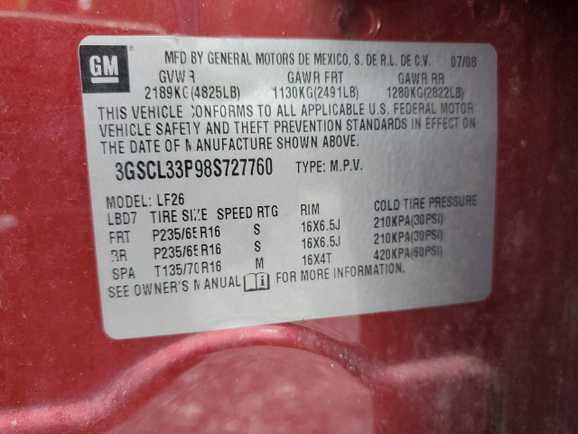 GM
MFD BY GENERAL MOTORS DE MEXICO, S. DE R.L. DE C.V. 07/08
GVWR GAWR FRT GAWR RR
2189KG(4825LB) 1130KG(2491LB) 1280KG(2822LB)
THIS VEHICLE CONFORMS TO ALL APPLICABLE U.S. FEDERAL MOTOR
VEHICLE SAFETY AND THEFT PREVENTION STANDARDS IN EFFECT ON
THE DATE OF MANUFACTURE SHOWN ABOVE.
3GSCL33P98S727760 TYPE: M.P.V.
MODEL: LF26
LBD7 TIRE SIZE SPEED RTG RIM COLD TIRE PRESSURE
FRT P235/65R16 S 16X6.5J 210KPA(30PSI)
RR P235/65R16 S 16X6.5J 210KPA(30PSI)
SPA T135/70R16 M 16X4T 420KPA(60PSI)
SEE OWNER'S MANUAL FOR MORE INFORMATION.